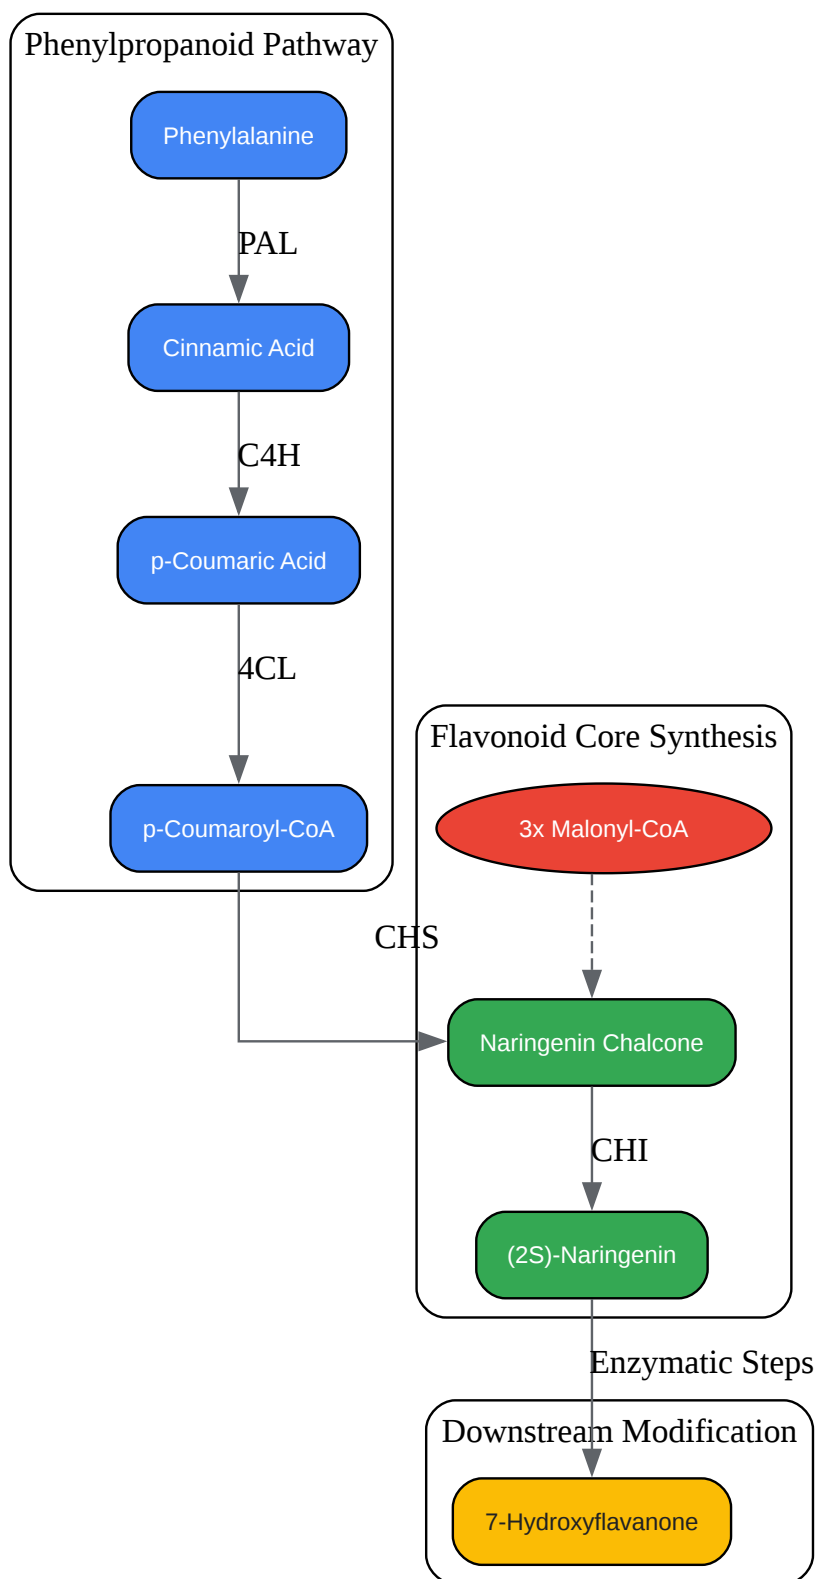 Phenylpropanoid Pathway
Phenylalanine
PAL
Cinnamic Acid
C4H
p-Coumaric Acid
4CL
p-Coumaroyl-CoA
Flavonoid Core Synthesis
3x Malonyl-CoA
CHS
Naringenin Chalcone
CHI
(2S)-Naringenin
Enzymatic Steps
Downstream Modification
7-Hydroxyflavanone